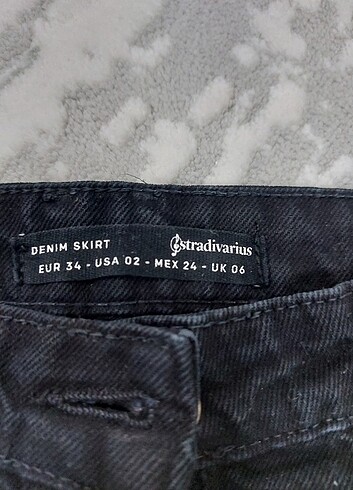 DENIM SKIRT stradivarius
EUR 34 - USA 02 - MEX 24 - UK 06